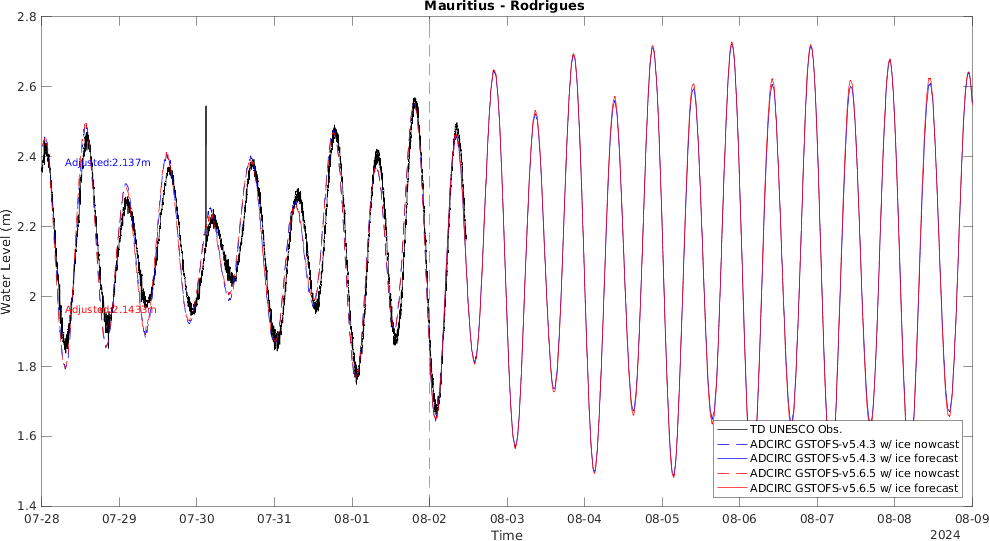 Mauritius - Rodrigues
2.8
2.6
2.4
2.2
2
1.8
1.6
1.4
Water Level (m)
Adjusted:2.137m
Adjusted:2.1433m
TD UNESCO Obs.
ADCIRC GSTOFS-v5.4.3 w/ ice nowcast
ADCIRC GSTOFS-v5.4.3 w/ ice forecast
ADCIRC GSTOFS-v5.6.5 w/ ice nowcast
ADCIRC GSTOFS-v5.6.5 w/ ice forecast
07-28 07-29 07-30 07-31 08-01 08-02 08-03 08-04 08-05 08-06 08-07 08-08 08-09
Time
2024